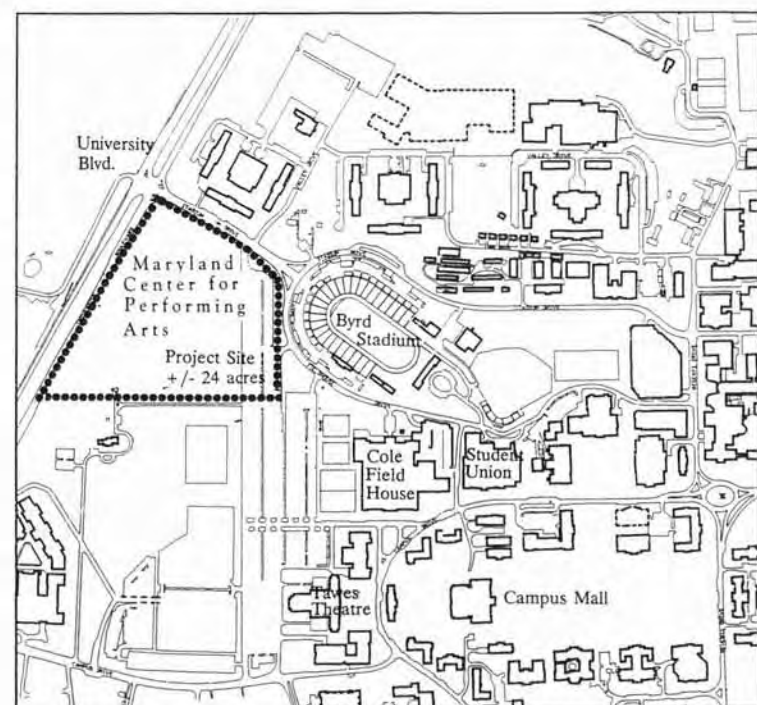 University
Blvd.
Maryland
Center for
Performing
Arts
Project Site
+/- 24 acres
Byrd
Stadium
Cole
Field
House
Student
Union
Tawes
Theatre
Campus Mall